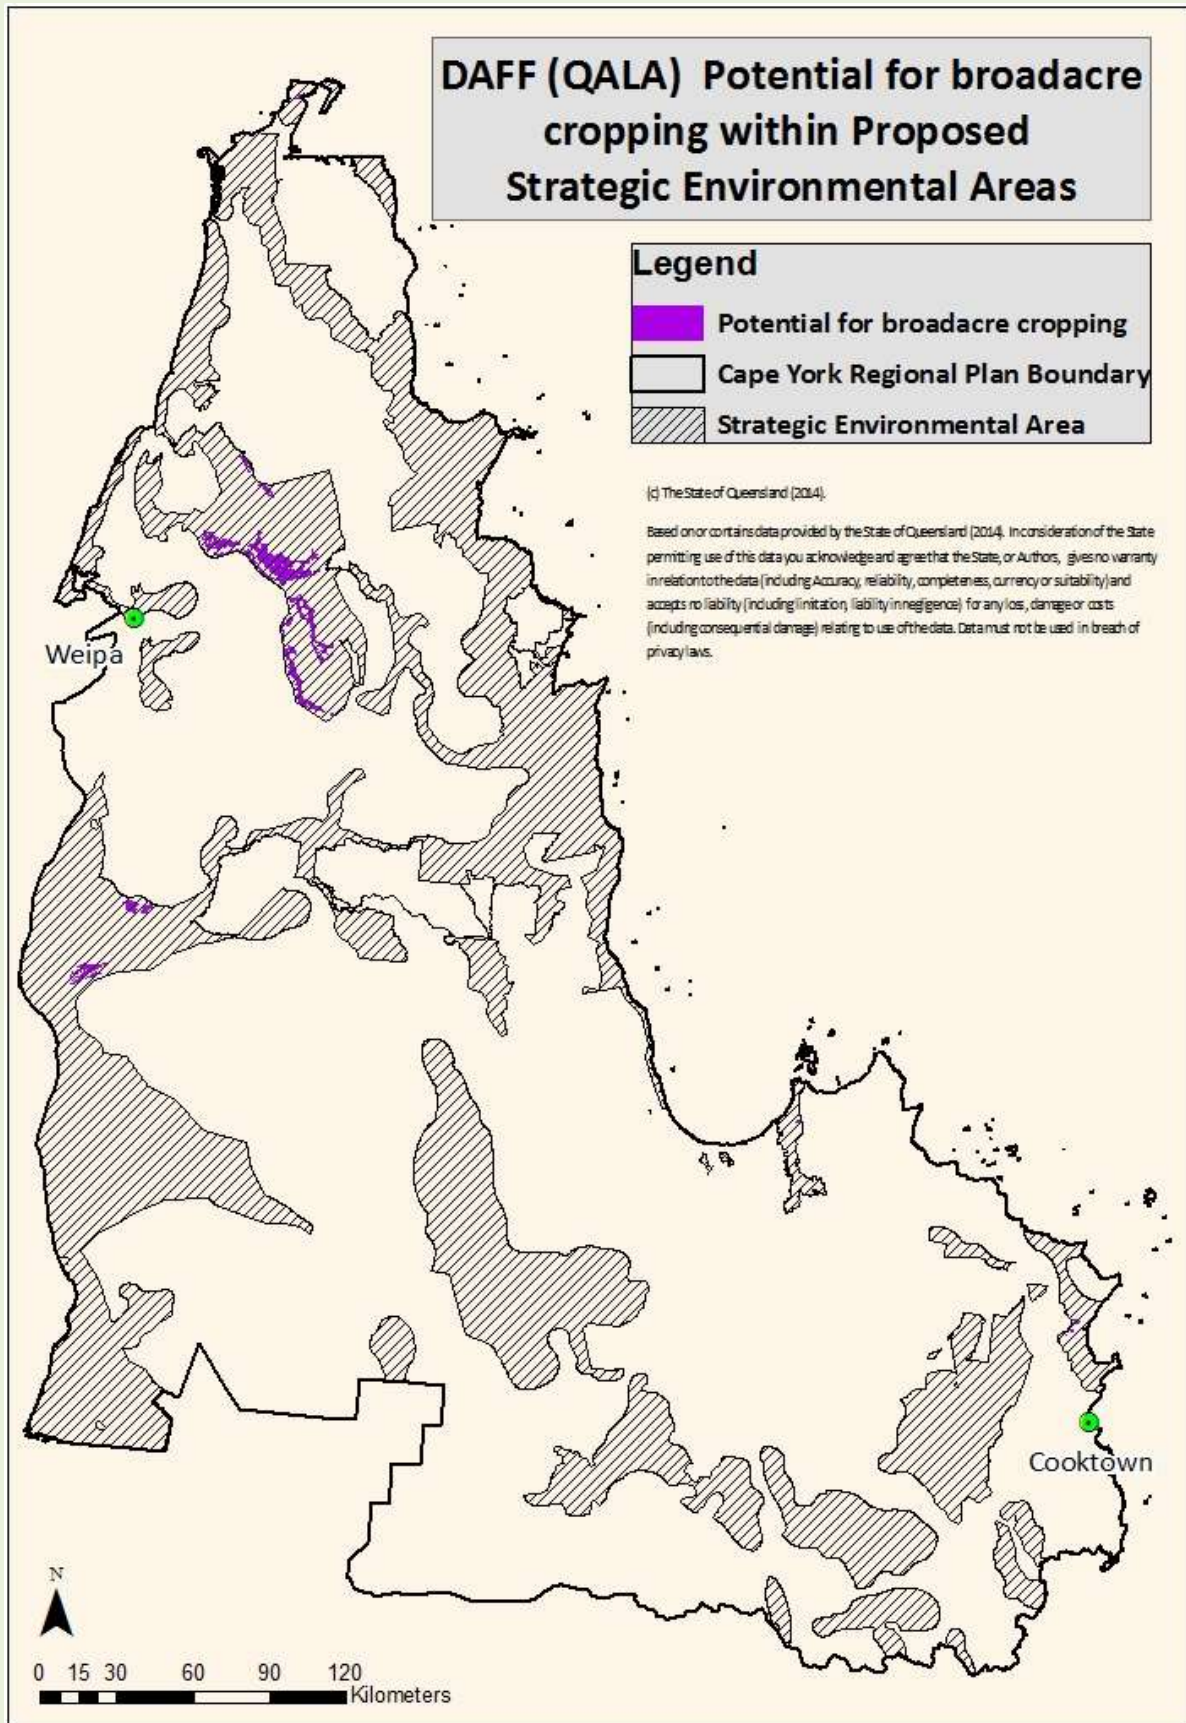 DAFF (QALA) Potential for broadacre
cropping within Proposed
Strategic Environmental Areas
Legend
Potential for broadacre cropping
Cape York Regional Plan Boundary
Strategic Environmental Area
(c) The State of Queensland (2014).
Based on or contains data provided by the State of Queensland (2014). In consideration of the State
permitting use of this data you acknowledge and agree that the State, or Authors, gives no warranty
in relation to the data (including Accuracy, reliability, completeness, currency or suitability) and
accepts no liability (including limitation, liability in negligence) for any loss, damage or costs
(including consequential damage) relating to use of the data. Data must not be used in breach of
privacy laws.
Weipa
Cooktown
N
0 15 30 60 90 120
Kilometers